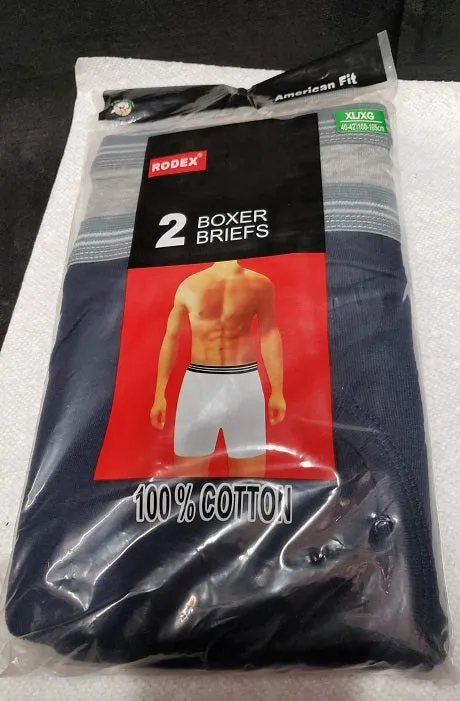 American Fit
XL/XG
40-42 | 100-105cm
RODEX®
2 BOXER
BRIEFS
100 % COTTON